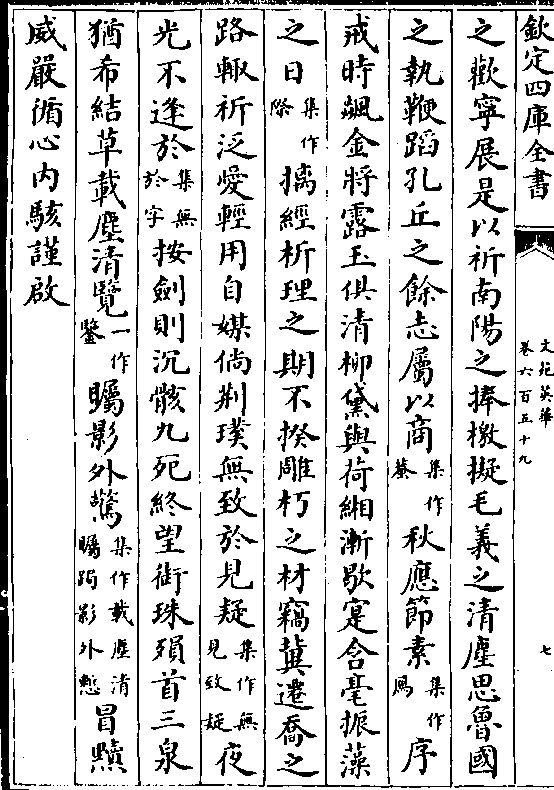 欽定四庫全書
文苑英華
卷六百五十九
七
之歡寧展是以祈南陽之捧檄擬毛義之清塵思魯國
之執鞭蹈孔丘之餘志屬以商集作蔡秋應節素集作鳳序
戒時飊金將露玉俱清柳黛與荷緗漸歇寔含毫振藻
之日集作際摛經析理之期不揆雕朽之材竊冀遷喬之
路輙祈泛愛輕用自媒倘荆璞無致於見疑集作無見致疑夜
光不逢於集無於字按劍則沉骸九死終望銜珠殞首三泉
猶希結草載塵清覽一作鑒矚影外驚集作載塵清矚跼影外慙冒黷
威嚴循心内駭謹啟